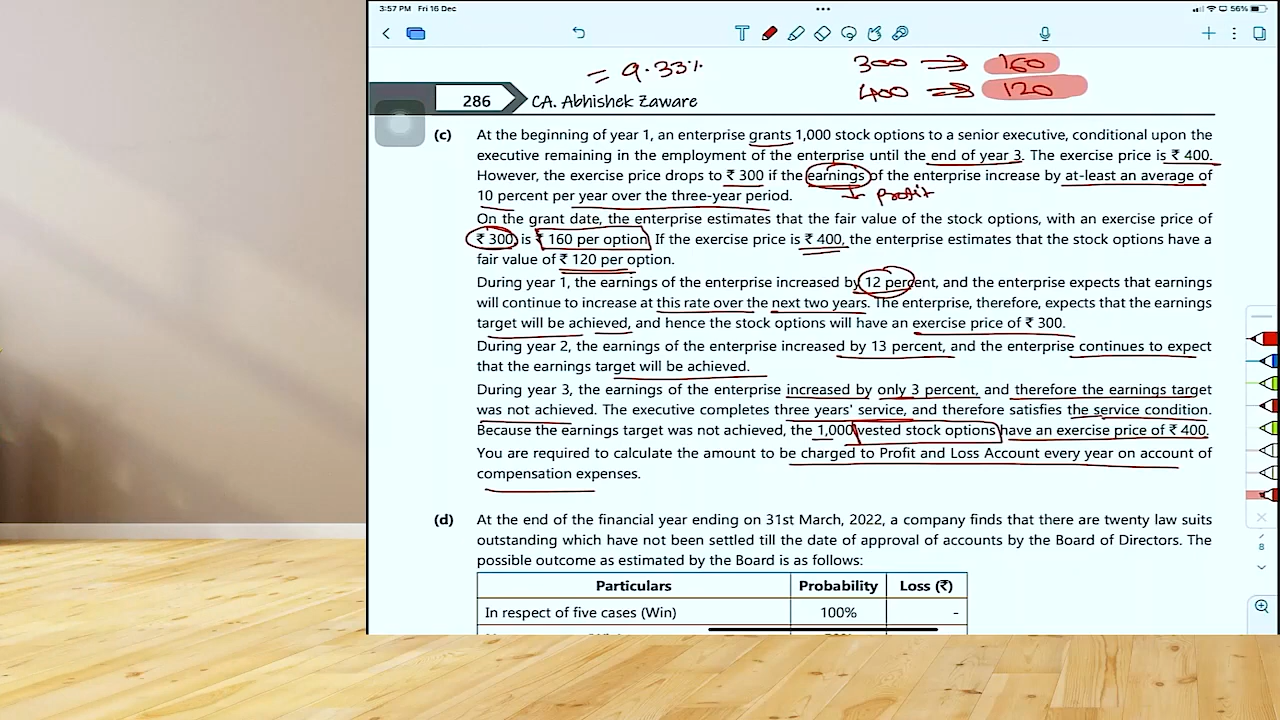 3:57 PM Fri 16 Dec
56%
= 9.33%
300 → 160
400 → 120
286 CA. Abhishek Zaware
(c) At the beginning of year 1, an enterprise grants 1,000 stock options to a senior executive, conditional upon the
executive remaining in the employment of the enterprise until the end of year 3. The exercise price is ₹ 400.
However, the exercise price drops to ₹ 300 if the earnings of the enterprise increase by at-least an average of
10 percent per year over the three-year period.
↳ Profit
On the grant date, the enterprise estimates that the fair value of the stock options, with an exercise price of
₹ 300, is ₹ 160 per option. If the exercise price is ₹ 400, the enterprise estimates that the stock options have a
fair value of ₹ 120 per option.
During year 1, the earnings of the enterprise increased by 12 percent, and the enterprise expects that earnings
will continue to increase at this rate over the next two years. The enterprise, therefore, expects that the earnings
target will be achieved, and hence the stock options will have an exercise price of ₹ 300.
During year 2, the earnings of the enterprise increased by 13 percent, and the enterprise continues to expect
that the earnings target will be achieved.
During year 3, the earnings of the enterprise increased by only 3 percent, and therefore the earnings target
was not achieved. The executive completes three years' service, and therefore satisfies the service condition.
Because the earnings target was not achieved, the 1,000 vested stock options have an exercise price of ₹ 400.
You are required to calculate the amount to be charged to Profit and Loss Account every year on account of
compensation expenses.
(d) At the end of the financial year ending on 31st March, 2022, a company finds that there are twenty law suits
outstanding which have not been settled till the date of approval of accounts by the Board of Directors. The
possible outcome as estimated by the Board is as follows:
Particulars Probability Loss (₹)
In respect of five cases (Win) 100% -
8